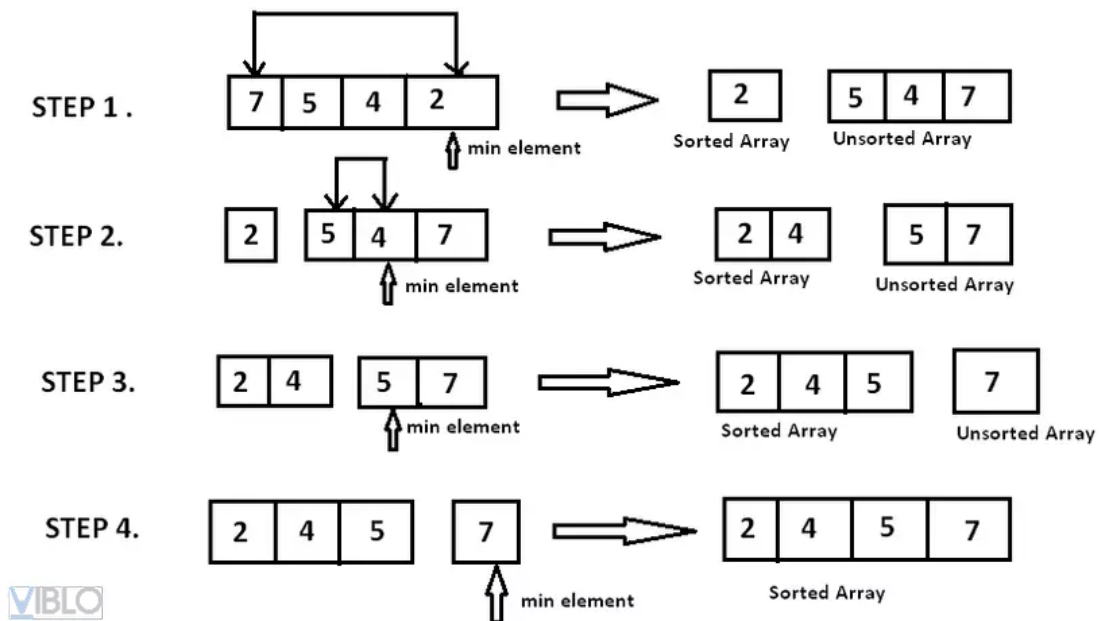 STEP 1 .
7 5 4 2
min element
2
Sorted Array
5 4 7
Unsorted Array
STEP 2.
2
5 4 7
min element
2 4
Sorted Array
5 7
Unsorted Array
STEP 3.
2 4
5 7
min element
2 4 5
Sorted Array
7
Unsorted Array
STEP 4.
2 4 5
7
min element
2 4 5 7
Sorted Array
VIBLO